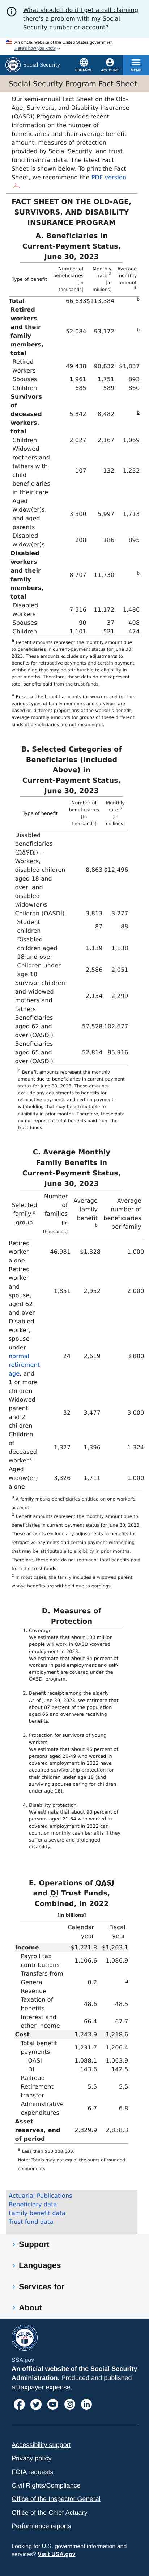 What should I do if I get a call claiming
there's a problem with my Social
Security number or account?
An official website of the United States government
Here's how you know
Social Security
ESPAÑOL
ACCOUNT
MENU
Social Security Program Fact Sheet
Our semi-annual Fact Sheet on the Old-
Age, Survivors, and Disability Insurance
(OASDI) Program provides recent
information on the number of
beneficiaries and their average benefit
amount, measures of protection
provided by Social Security, and trust
fund financial data. The latest Fact
Sheet is shown below. To print the Fact
Sheet, we recommend the PDF version
FACT SHEET ON THE OLD-AGE,
SURVIVORS, AND DISABILITY
INSURANCE PROGRAM
A. Beneficiaries in
Current-Payment Status,
June 30, 2023
Type of benefit Number of beneficiaries [in thousands] Monthly rate a [in millions] Average monthly amount a
Total 66,633 $113,384 b
Retired workers and their family members, total 52,084 93,172 b
Retired workers 49,438 90,832 $1,837
Spouses 1,961 1,751 893
Children 685 589 860
Survivors of deceased workers, total 5,842 8,482 b
Children 2,027 2,167 1,069
Widowed mothers and fathers with child beneficiaries in their care 107 132 1,232
Aged widow(er)s, and aged parents 3,500 5,997 1,713
Disabled widow(er)s 208 186 895
Disabled workers and their family members, total 8,707 11,730 b
Disabled workers 7,516 11,172 1,486
Spouses 90 37 408
Children 1,101 521 474
a Benefit amounts represent the monthly amount due
to beneficiaries in current-payment status for June 30,
2023. These amounts exclude any adjustments to
benefits for retroactive payments and certain payment
withholding that may be attributable to eligibility in
prior months. Therefore, these data do not represent
total benefits paid from the trust funds.
b Because the benefit amounts for workers and for the
various types of family members and survivors are
based on different proportions of the worker's benefit,
average monthly amounts for groups of these different
kinds of beneficiaries are not meaningful.
B. Selected Categories of
Beneficiaries (Included
Above) in
Current-Payment Status,
June 30, 2023
Type of benefit Number of beneficiaries [In thousands] Monthly rate a [In millions]
Disabled beneficiaries (OASDI)— Workers, disabled children aged 18 and over, and disabled widow(er)s 8,863 $12,496
Children (OASDI) 3,813 3,277
Student children 87 88
Disabled children aged 18 and over 1,139 1,138
Children under age 18 2,586 2,051
Survivor children and widowed mothers and fathers 2,134 2,299
Beneficiaries aged 62 and over (OASDI) 57,528 102,677
Beneficiaries aged 65 and over (OASDI) 52,814 95,916
a Benefit amounts represent the monthly
amount due to beneficiaries in current payment
status for June 30, 2023. These amounts
exclude any adjustments to benefits for
retroactive payments and certain payment
withholding that may be attributable to
eligibility in prior months. Therefore, these data
do not represent total benefits paid from the
trust funds.
C. Average Monthly
Family Benefits in
Current-Payment Status,
June 30, 2023
Selected family a group Number of families [In thousands] Average family benefit b Average number of beneficiaries per family
Retired worker alone 46,981 $1,828 1.000
Retired worker and spouse, aged 62 and over 1,851 2,952 2.000
Disabled worker, spouse under normal retirement age, and 1 or more children 24 2,619 3.880
Widowed parent and 2 children 32 3,477 3.000
Children of deceased worker c 1,327 1,396 1.324
Aged widow(er) alone 3,326 1,711 1.000
a A family means beneficiaries entitled on one worker's
account.
b Benefit amounts represent the monthly amount due to
beneficiaries in current-payment status for June 30, 2023.
These amounts exclude any adjustments to benefits for
retroactive payments and certain payment withholding
that may be attributable to eligibility in prior months.
Therefore, these data do not represent total benefits paid
from the trust funds.
c In most cases, the family includes a widowed parent
whose benefits are withheld due to earnings.
D. Measures of
Protection
1. Coverage
We estimate that about 180 million
people will work in OASDI-covered
employment in 2023.
We estimate that about 94 percent of
workers in paid employment and self-
employment are covered under the
OASDI program.
2. Benefit receipt among the elderly
As of June 30, 2023, we estimate that
about 87 percent of the population
aged 65 and over were receiving
benefits.
3. Protection for survivors of young
workers
We estimate that about 96 percent of
persons aged 20-49 who worked in
covered employment in 2022 have
acquired survivorship protection for
their children under age 18 (and
surviving spouses caring for children
under age 16).
4. Disability protection
We estimate that about 90 percent of
persons aged 21-64 who worked in
covered employment in 2022 can
count on monthly cash benefits if they
suffer a severe and prolonged
disability.
E. Operations of OASI
and DI Trust Funds,
Combined, in 2022
[In billions]
Calendar year Fiscal year
Income $1,221.8 $1,203.1
Payroll tax contributions 1,106.6 1,086.9
Transfers from General Revenue 0.2 a
Taxation of benefits 48.6 48.5
Interest and other income 66.4 67.7
Cost 1,243.9 1,218.6
Total benefit payments 1,231.7 1,206.4
OASI 1,088.1 1,063.9
DI 143.6 142.5
Railroad Retirement transfer 5.5 5.5
Administrative expenditures 6.7 6.8
Asset reserves, end of period 2,829.9 2,838.3
a Less than $50,000,000.
Note: Totals may not equal the sums of rounded
components.
Actuarial Publications
Beneficiary data
Family benefit data
Trust fund data
Support
Languages
Services for
About
SSA.gov
An official website of the Social Security
Administration. Produced and published
at taxpayer expense.
Accessibility support
Privacy policy
FOIA requests
Civil Rights/Compliance
Office of the Inspector General
Office of the Chief Actuary
Performance reports
Looking for U.S. government information and
services? Visit USA.gov